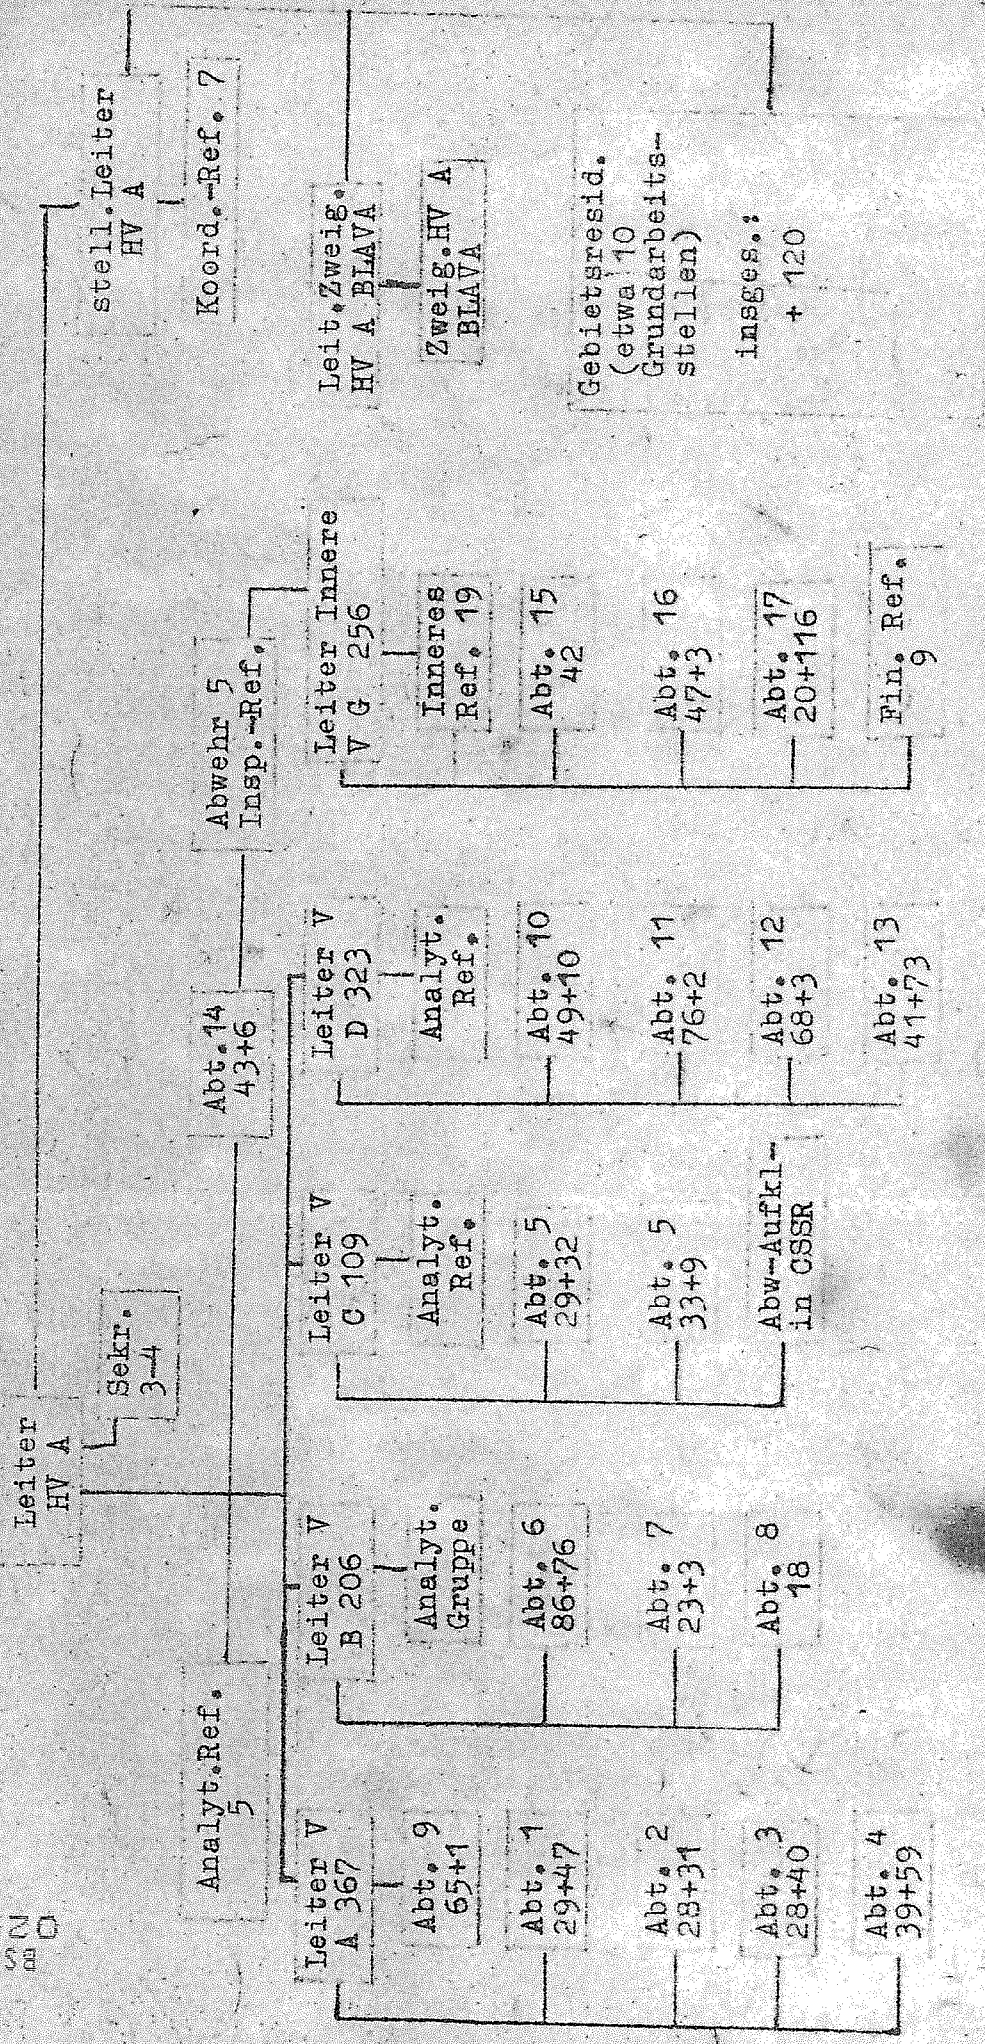 Leiter
HV A
Sekr.
3-4
stell.Leiter
HV A
Koord.-Ref. 7
Analyt.Ref.
5
Abt.14
43+6
Abwehr 5
Insp.-Ref.
Leiter V
A 367
Abt. 9
65+1
Abt. 1
29+47
Abt. 2
28+31
Abt. 3
28+40
Abt. 4
39+59
Leiter V
B 206
Analyt.
Gruppe
Abt. 6
86+76
Abt. 7
23+3
Abt. 8
18
Leiter V
C 109
Analyt.
Ref.
Abt. 5
29+32
Abt. 5
33+9
Abw-Aufkl-
in CSSR
Leiter V
D 323
Analyt.
Ref.
Abt. 10
49+10
Abt. 11
76+2
Abt. 12
68+3
Abt. 13
41+73
Leiter Innere
V G 256
Inneres
Ref. 19
Abt. 15
42
Abt. 16
47+3
Abt. 17
20+116
Fin. Ref.
9
Leit.Zweig.
HV A BLAVA
Zweig.HV A
BLAVA
Gebietsresid.
(etwa 10
Grundarbeits-
stellen)
insges.:
+ 120